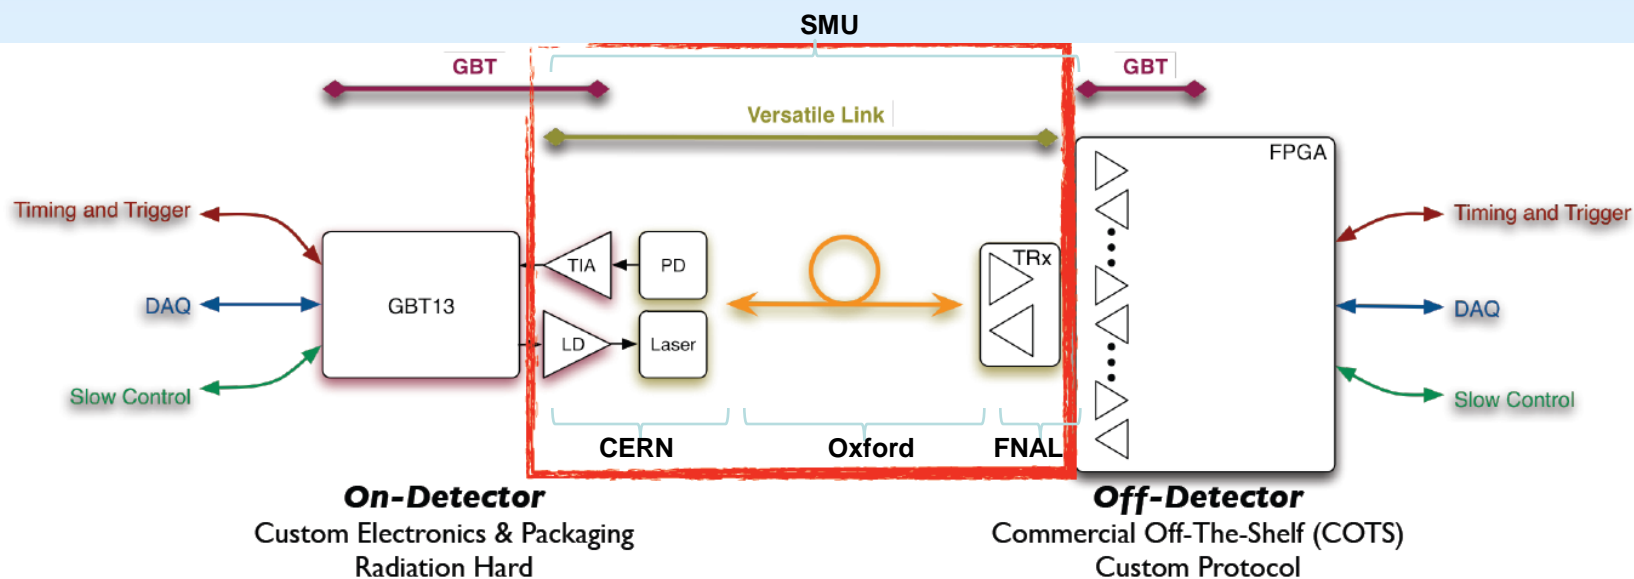 SMU
GBT
GBT
Versatile Link
FPGA
Timing and Trigger
Timing and Trigger
TIA
PD
TRx
DAQ
GBT13
DAQ
LD
Laser
Slow Control
Slow Control
CERN
Oxford
FNAL
On-Detector
Off-Detector
Custom Electronics & Packaging
Commercial Off-The-Shelf (COTS)
Radiation Hard
Custom Protocol